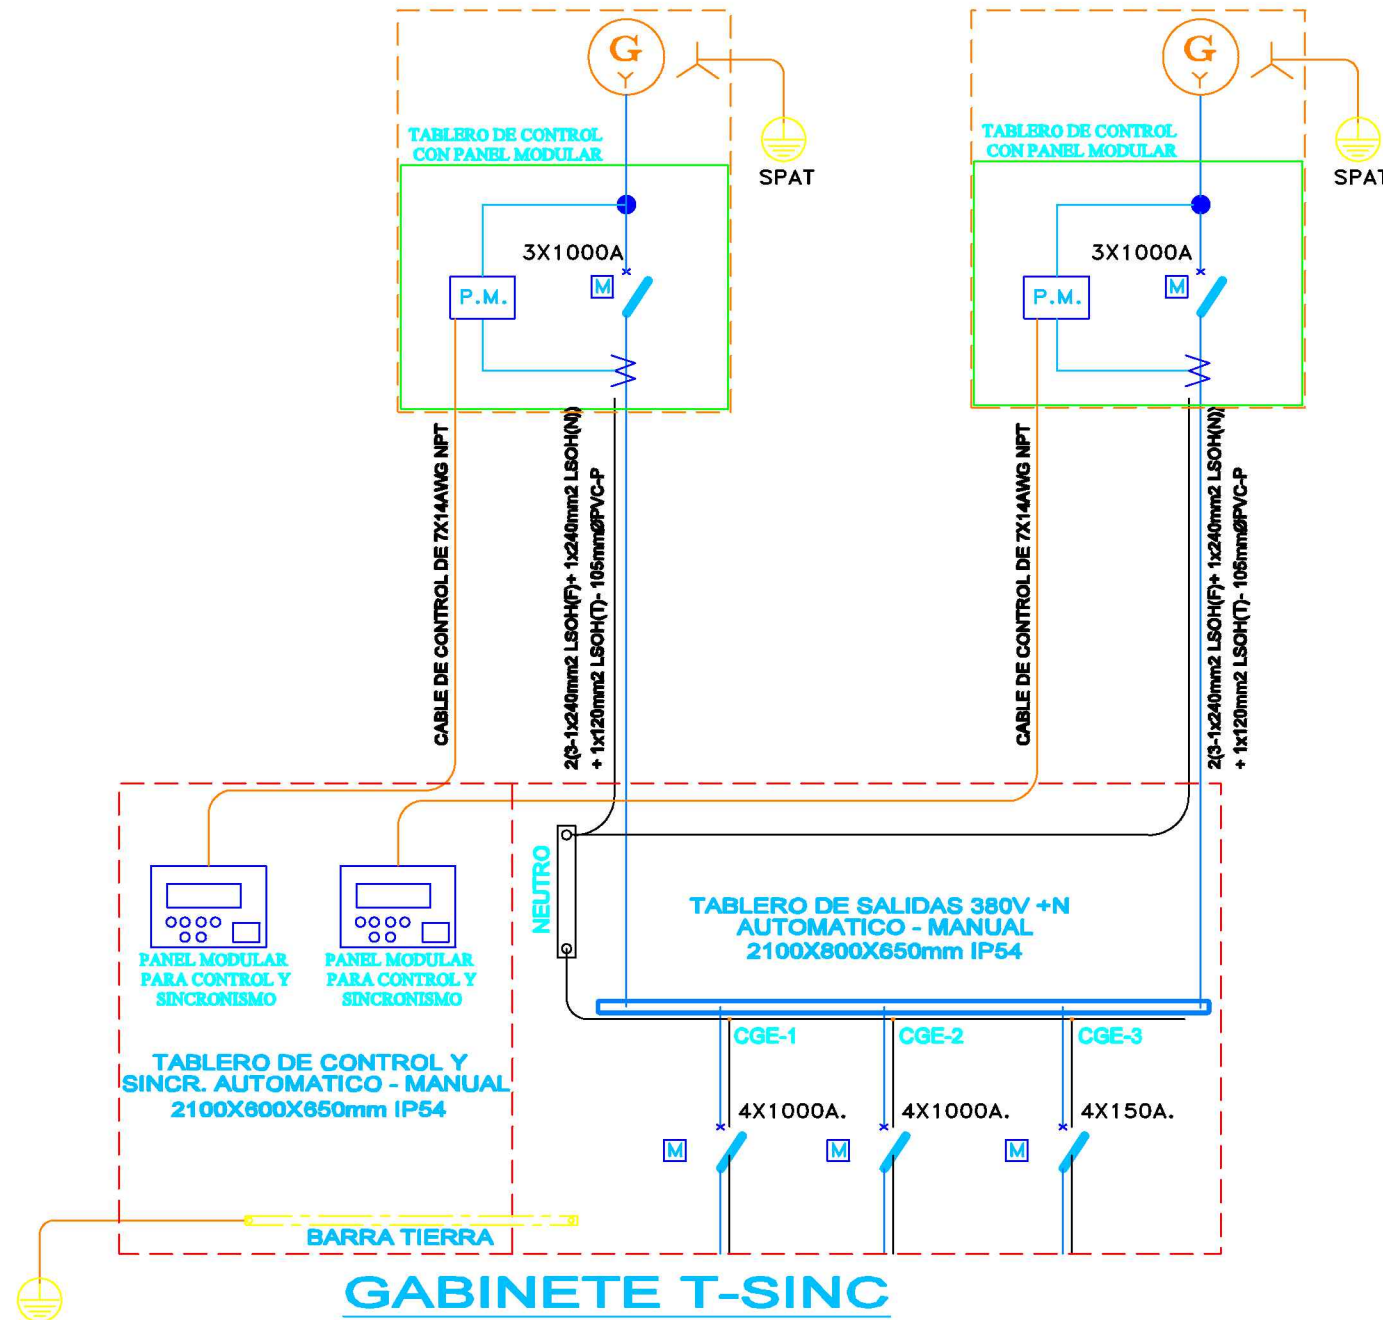 G
G
TABLERO DE CONTROL
CON PANEL MODULAR
SPAT
3X1000A
M
P.M.
TABLERO DE CONTROL
CON PANEL MODULAR
SPAT
3X1000A
M
P.M.
CABLE DE CONTROL DE 7X14AWG NPT
2(3-1x240mm2 LSOH(F)+ 1x240mm2 LSOH(N))
+ 1x120mm2 LSOH(T)- 105mmØPVC-P
CABLE DE CONTROL DE 7X14AWG NPT
2(3-1x240mm2 LSOH(F)+ 1x240mm2 LSOH(N))
+ 1x120mm2 LSOH(T)- 105mmØPVC-P
PANEL MODULAR
PARA CONTROL Y
SINCRONISMO
PANEL MODULAR
PARA CONTROL Y
SINCRONISMO
TABLERO DE CONTROL Y
SINCR. AUTOMATICO - MANUAL
2100X600X650mm IP54
NEUTRO
TABLERO DE SALIDAS 380V +N
AUTOMATICO - MANUAL
2100X800X650mm IP54
CGE-1
CGE-2
CGE-3
4X1000A.
4X1000A.
4X150A.
M
M
M
BARRA TIERRA
GABINETE T-SINC